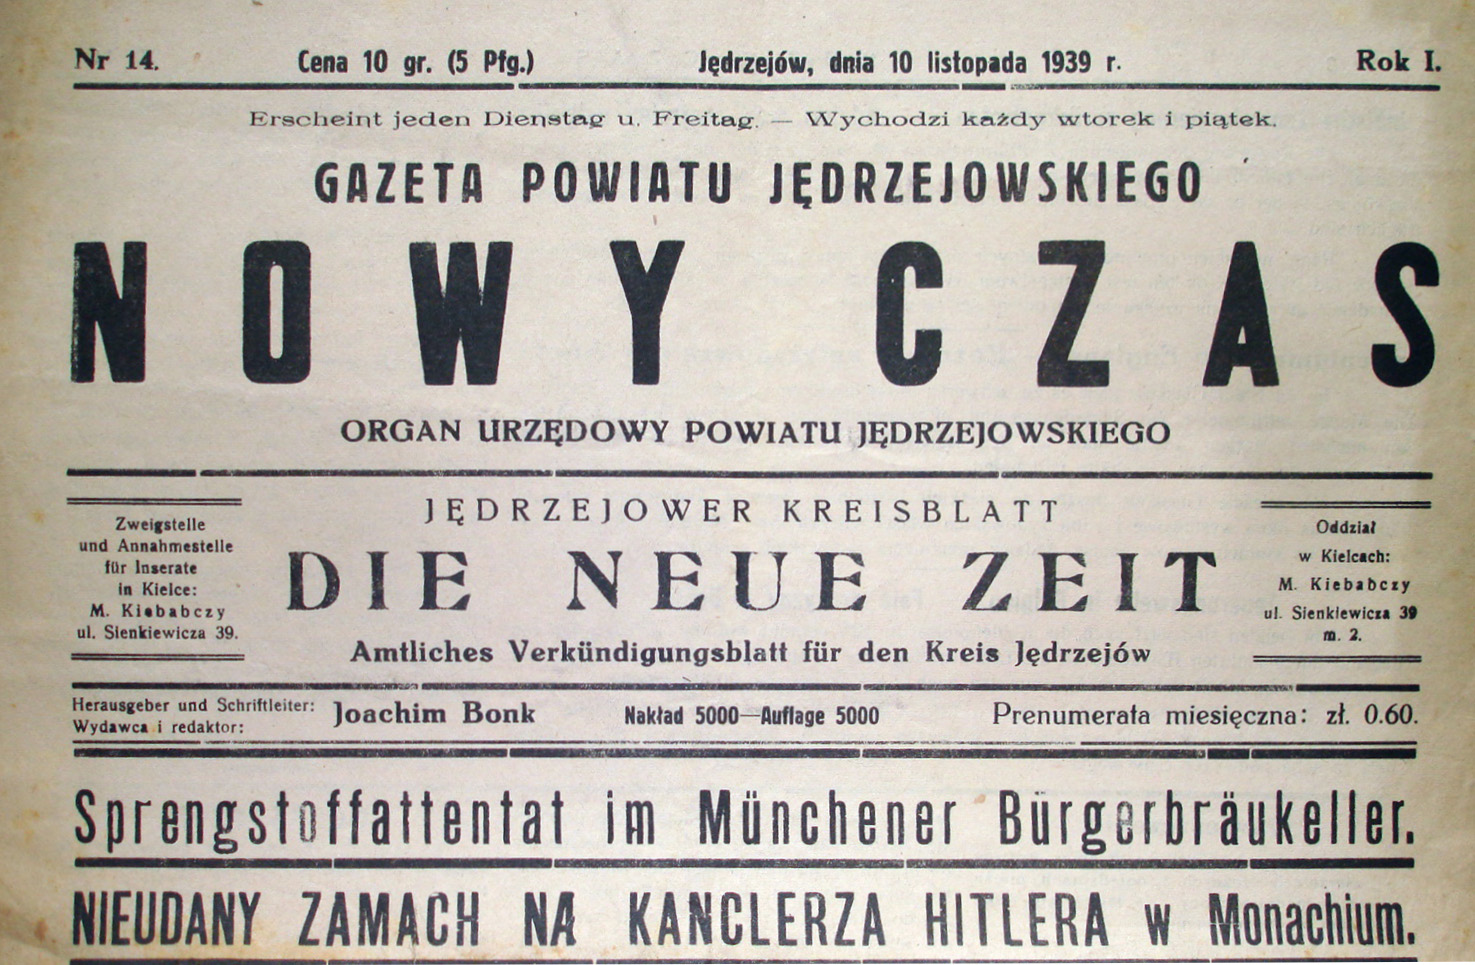 Nr 14. Cena 10 gr. (5 Pfg.) Jędrzejów, dnia 10 listopada 1939 r. Rok I.
Erscheint jeden Dienstag u. Freitag. — Wychodzi każdy wtorek i piątek.
GAZETA POWIATU JĘDRZEJOWSKIEGO
NOWY CZAS
ORGAN URZĘDOWY POWIATU JĘDRZEJOWSKIEGO
Zweigstelle
und Annahmestelle
für Inserate
in Kielce:
M. Kiebabczy
ul. Sienkiewicza 39.
JĘDRZEJOWER KREISBLATT
DIE NEUE ZEIT
Amtliches Verkündigungsblatt für den Kreis Jędrzejów
Oddział
w Kielcach:
M. Kiebabczy
ul. Sienkiewicza 39
m. 2.
Herausgeber und Schriftleiter:
Wydawca i redaktor:
Joachim Bonk
Nakład 5000—Auflage 5000
Prenumerata miesięczna: zł. 0.60.
Sprengstoffattentat im Münchener Bürgerbräukeller.
NIEUDANY ZAMACH NA KANCLERZA HITLERA w Monachium.